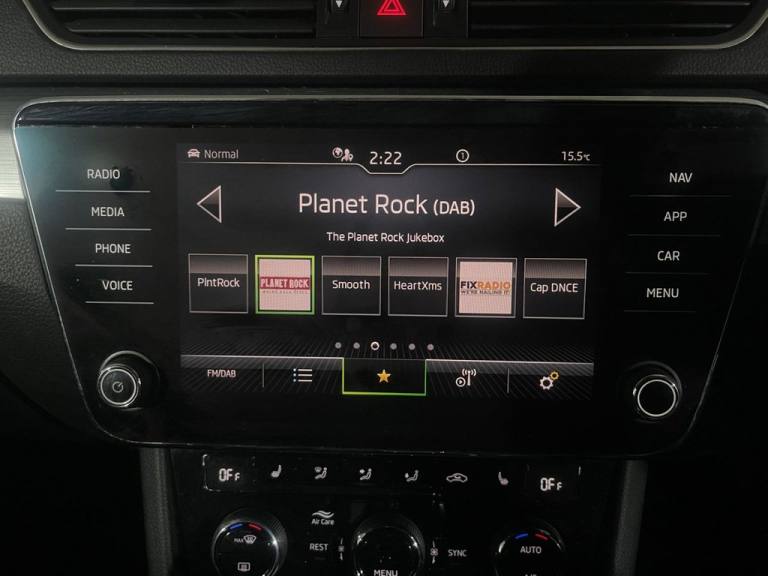 Normal
2:22
1
15.5°C
RADIO
MEDIA
PHONE
VOICE
Planet Rock (DAB)
The Planet Rock Jukebox
PlntRock
PLANET ROCK
Smooth
HeartXms
FIXRADIO
WE'RE NAILING IT!
Cap DNCE
FM/DAB
NAV
APP
CAR
MENU
OFF
OFF
Air Care
MAX
REST
MENU
SYNC
AUTO